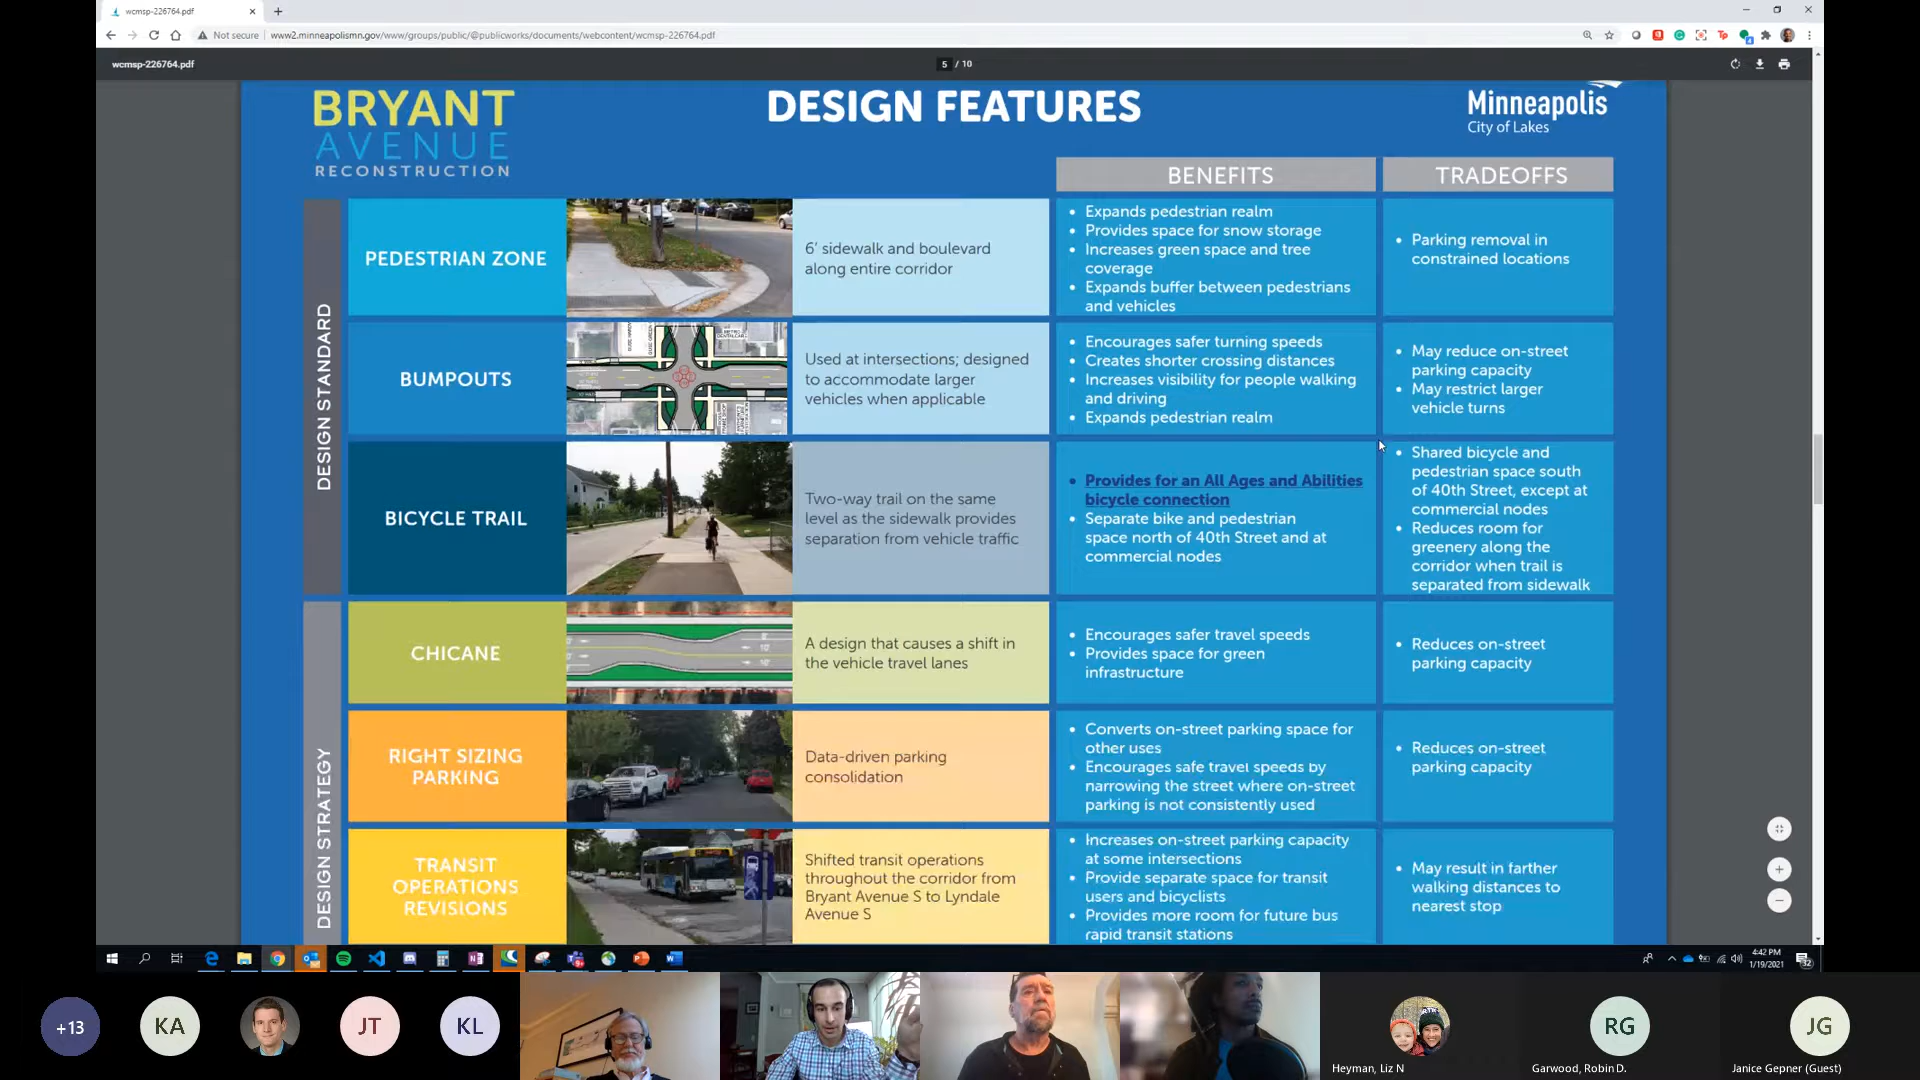 wcmsp-226764.pdf
Not secure
www2.minneapolismn.gov/www/groups/public/@publicworks/documents/webcontent/wcmsp-226764.pdf
wcmsp-226764.pdf
5 / 10
BRYANT
AVENUE
RECONSTRUCTION
DESIGN FEATURES
Minneapolis
City of Lakes
BENEFITS
TRADEOFFS
DESIGN STANDARD
PEDESTRIAN ZONE
6' sidewalk and boulevard
along entire corridor
• Expands pedestrian realm
• Provides space for snow storage
• Increases green space and tree
coverage
• Expands buffer between pedestrians
and vehicles
• Parking removal in
constrained locations
BUMPOUTS
Used at intersections; designed
to accommodate larger
vehicles when applicable
• Encourages safer turning speeds
• Creates shorter crossing distances
• Increases visibility for people walking
and driving
• Expands pedestrian realm
• May reduce on-street
parking capacity
• May restrict larger
vehicle turns
BICYCLE TRAIL
Two-way trail on the same
level as the sidewalk provides
separation from vehicle traffic
• Provides for an All Ages and Abilities
bicycle connection
• Separate bike and pedestrian
space north of 40th Street and at
commercial nodes
• Shared bicycle and
pedestrian space south
of 40th Street, except at
commercial nodes
• Reduces room for
greenery along the
corridor when trail is
separated from sidewalk
DESIGN STRATEGY
CHICANE
A design that causes a shift in
the vehicle travel lanes
• Encourages safer travel speeds
• Provides space for green
infrastructure
• Reduces on-street
parking capacity
RIGHT SIZING
PARKING
Data-driven parking
consolidation
• Converts on-street parking space for
other uses
• Encourages safe travel speeds by
narrowing the street where on-street
parking is not consistently used
• Reduces on-street
parking capacity
TRANSIT
OPERATIONS
REVISIONS
Shifted transit operations
throughout the corridor from
Bryant Avenue S to Lyndale
Avenue S
• Increases on-street parking capacity
at some intersections
• Provide separate space for transit
users and bicyclists
• Provides more room for future bus
rapid transit stations
• May result in farther
walking distances to
nearest stop
4:42 PM
1/19/2021
+13
KA
JT
KL
Heyman, Liz N
RG
Garwood, Robin D.
JG
Janice Gepner (Guest)